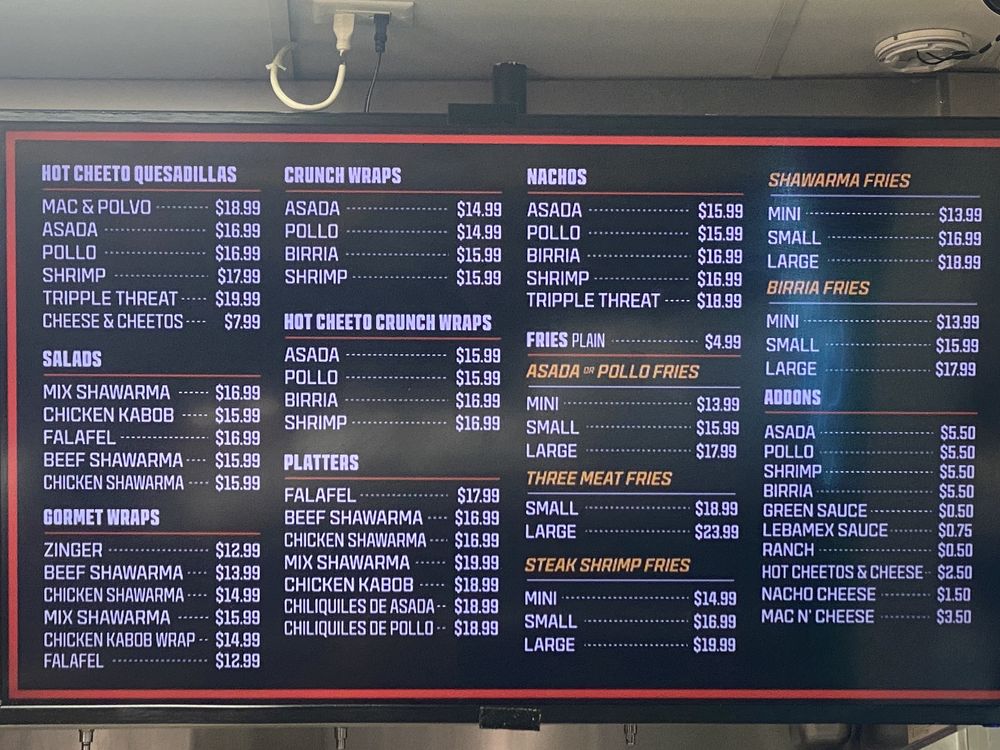 HOT CHEETO QUESADILLAS
MAC & POLVO $18.99
ASADA $16.99
POLLO $16.99
SHRIMP $17.99
TRIPPLE THREAT $19.99
CHEESE & CHEETOS $7.99
SALADS
MIX SHAWARMA $16.99
CHICKEN KABOB $15.99
FALAFEL $16.99
BEEF SHAWARMA $15.99
CHICKEN SHAWARMA $15.99
GORMET WRAPS
ZINGER $12.99
BEEF SHAWARMA $13.99
CHICKEN SHAWARMA $14.99
MIX SHAWARMA $15.99
CHICKEN KABOB WRAP $14.99
FALAFEL $12.99
CRUNCH WRAPS
ASADA $14.99
POLLO $14.99
BIRRIA $15.99
SHRIMP $15.99
HOT CHEETO CRUNCH WRAPS
ASADA $15.99
POLLO $15.99
BIRRIA $16.99
SHRIMP $16.99
PLATTERS
FALAFEL $17.99
BEEF SHAWARMA $16.99
CHICKEN SHAWARMA $16.99
MIX SHAWARMA $19.99
CHICKEN KABOB $18.99
CHILIQUILES DE ASADA $18.99
CHILIQUILES DE POLLO $18.99
NACHOS
ASADA $15.99
POLLO $15.99
BIRRIA $16.99
SHRIMP $16.99
TRIPPLE THREAT $18.99
FRIES PLAIN $4.99
ASADA OR POLLO FRIES
MINI $13.99
SMALL $15.99
LARGE $17.99
THREE MEAT FRIES
SMALL $18.99
LARGE $23.99
STEAK SHRIMP FRIES
MINI $14.99
SMALL $16.99
LARGE $19.99
SHAWARMA FRIES
MINI $13.99
SMALL $16.99
LARGE $18.99
BIRRIA FRIES
MINI $13.99
SMALL $15.99
LARGE $17.99
ADDONS
ASADA $5.50
POLLO $5.50
SHRIMP $5.50
BIRRIA $5.50
GREEN SAUCE $0.50
LEBAMEX SAUCE $0.75
RANCH $0.50
HOT CHEETOS & CHEESE $2.50
NACHO CHEESE $1.50
MAC N' CHEESE $3.50